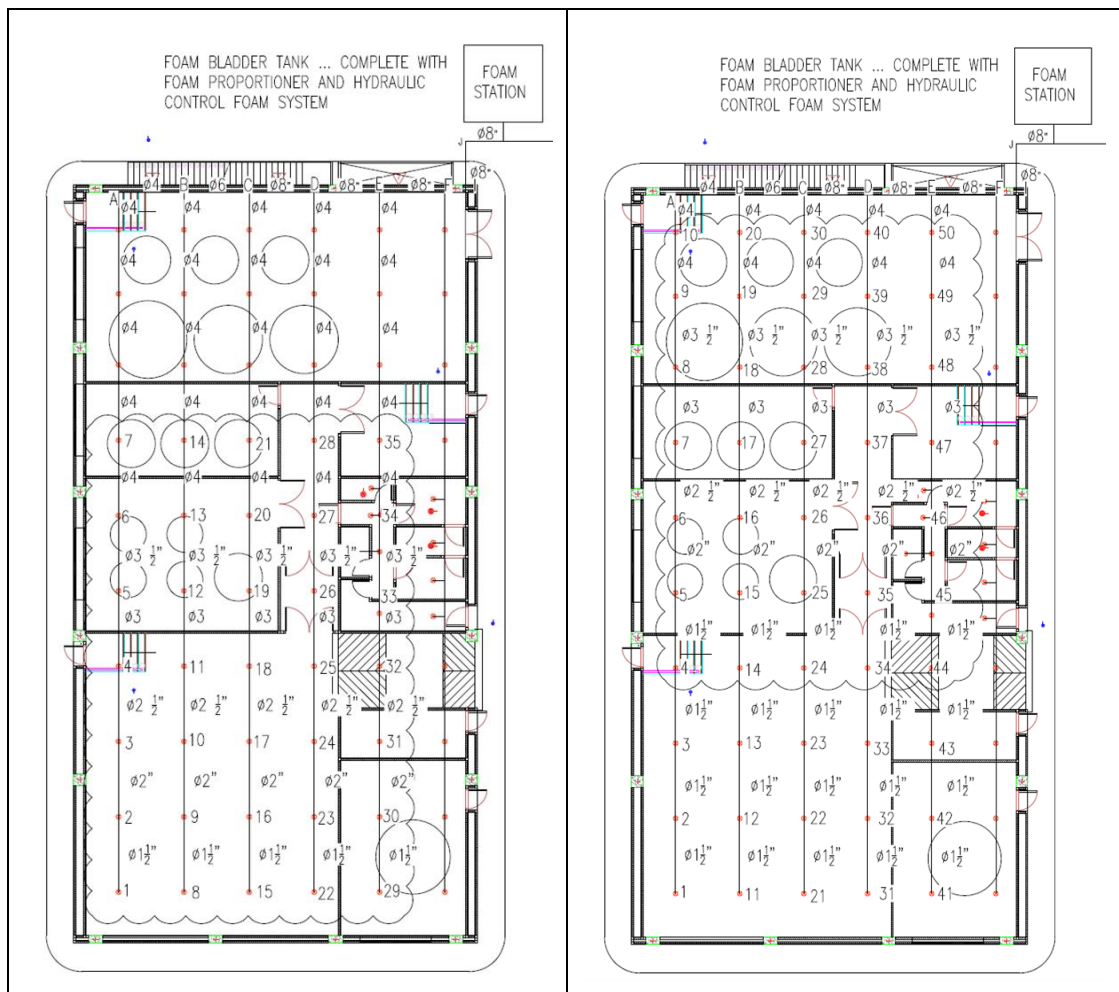 FOAM BLADDER TANK ... COMPLETE WITH
FOAM PROPORTIONER AND HYDRAULIC
CONTROL FOAM SYSTEM
FOAM
STATION
ø8"
J
ø8"
ø4 B ø6 C ø8" D ø8" E ø8" F
A
ø4 ø4 ø4 ø4 ø4
ø4 ø4 ø4 ø4 ø4
ø4 ø4 ø4 ø4 ø4
ø4 ø4 ø4 ø4 ø4
7 14 21 28 35
ø4 ø4 ø4 ø4 ø4
6 13 20 27 34
ø3 1/2" ø3 1/2" ø3 1/2" ø3 1/2" ø3 1/2"
5 12 19 26 33
ø3 ø3 ø3 ø3 ø3
4 11 18 25 32
ø2 1/2" ø2 1/2" ø2 1/2" ø2 1/2" ø2 1/2"
3 10 17 24 31
ø2" ø2" ø2" ø2" ø2"
2 9 16 23 30
ø1 1/2" ø1 1/2" ø1 1/2" ø1 1/2" ø1 1/2"
1 8 15 22 29
FOAM BLADDER TANK ... COMPLETE WITH
FOAM PROPORTIONER AND HYDRAULIC
CONTROL FOAM SYSTEM
FOAM
STATION
ø8"
J
ø8"
ø4 B ø6 C ø8" D ø8" E ø8" F
A
ø4 ø4 ø4 ø4 ø4
10 20 30 40 50
ø4 ø4 ø4 ø4 ø4
9 19 29 39 49
ø3 1/2" ø3 1/2" ø3 1/2" ø3 1/2" ø3 1/2"
8 18 28 38 48
ø3 ø3 ø3 ø3 ø3
7 17 27 37 47
ø2 1/2" ø2 1/2" ø2 1/2" ø2 1/2" ø2 1/2"
6 16 26 36 46
ø2" ø2" ø2" ø2" ø2"
5 15 25 35 45
ø1 1/2" ø1 1/2" ø1 1/2" ø1 1/2" ø1 1/2"
4 14 24 34 44
ø1 1/2" ø1 1/2" ø1 1/2" ø1 1/2" ø1 1/2"
3 13 23 33 43
ø1 1/2" ø1 1/2" ø1 1/2" ø1 1/2" ø1 1/2"
2 12 22 32 42
ø1 1/2" ø1 1/2" ø1 1/2" ø1 1/2" ø1 1/2"
1 11 21 31 41